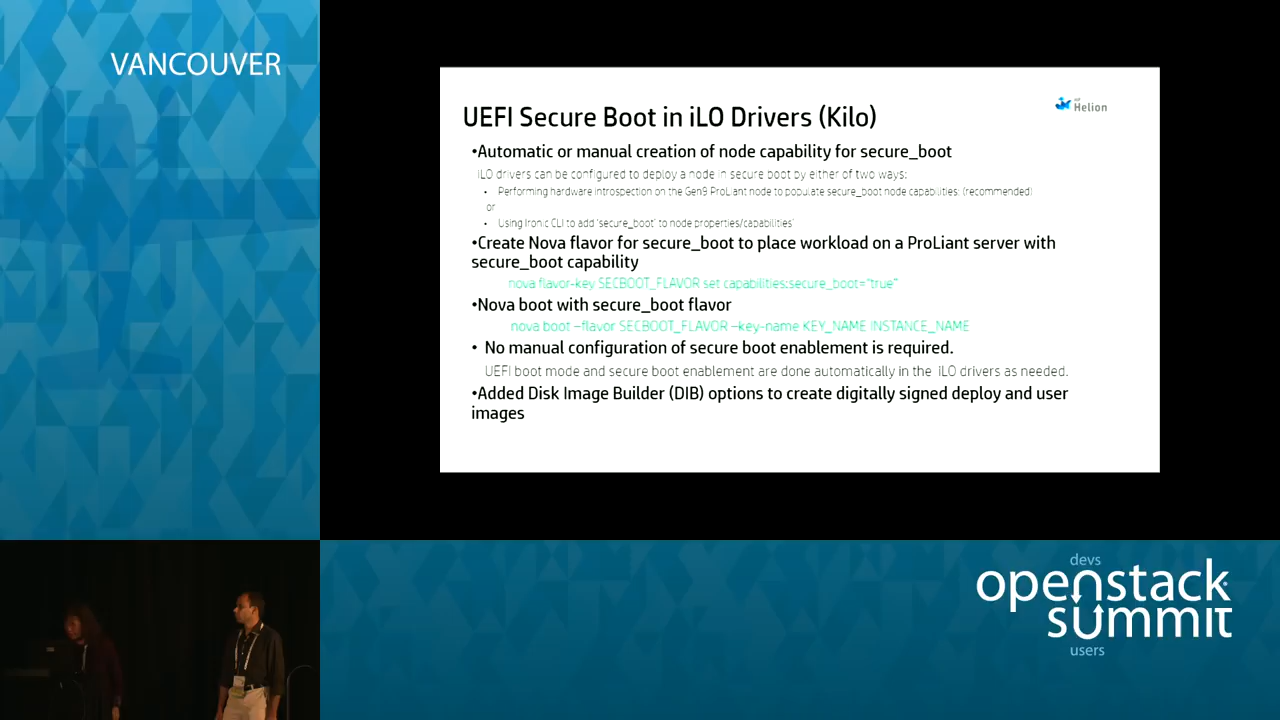 VANCOUVER
UEFI Secure Boot in iLO Drivers (Kilo)
Helion
•Automatic or manual creation of node capability for secure_boot
iLO drivers can be configured to deploy a node in secure boot by either of two ways:
• Performing hardware introspection on the Gen9 ProLiant node to populate secure_boot node capabilities. (recommended)
or
• Using Ironic CLI to add 'secure_boot' to node properties/capabilities'
•Create Nova flavor for secure_boot to place workload on a ProLiant server with
secure_boot capability
nova flavor-key SECBOOT_FLAVOR set capabilities:secure_boot="true"
•Nova boot with secure_boot flavor
nova boot –flavor SECBOOT_FLAVOR –key-name KEY_NAME INSTANCE_NAME
• No manual configuration of secure boot enablement is required.
UEFI boot mode and secure boot enablement are done automatically in the iLO drivers as needed.
•Added Disk Image Builder (DIB) options to create digitally signed deploy and user
images
devs
openstack
summit
users